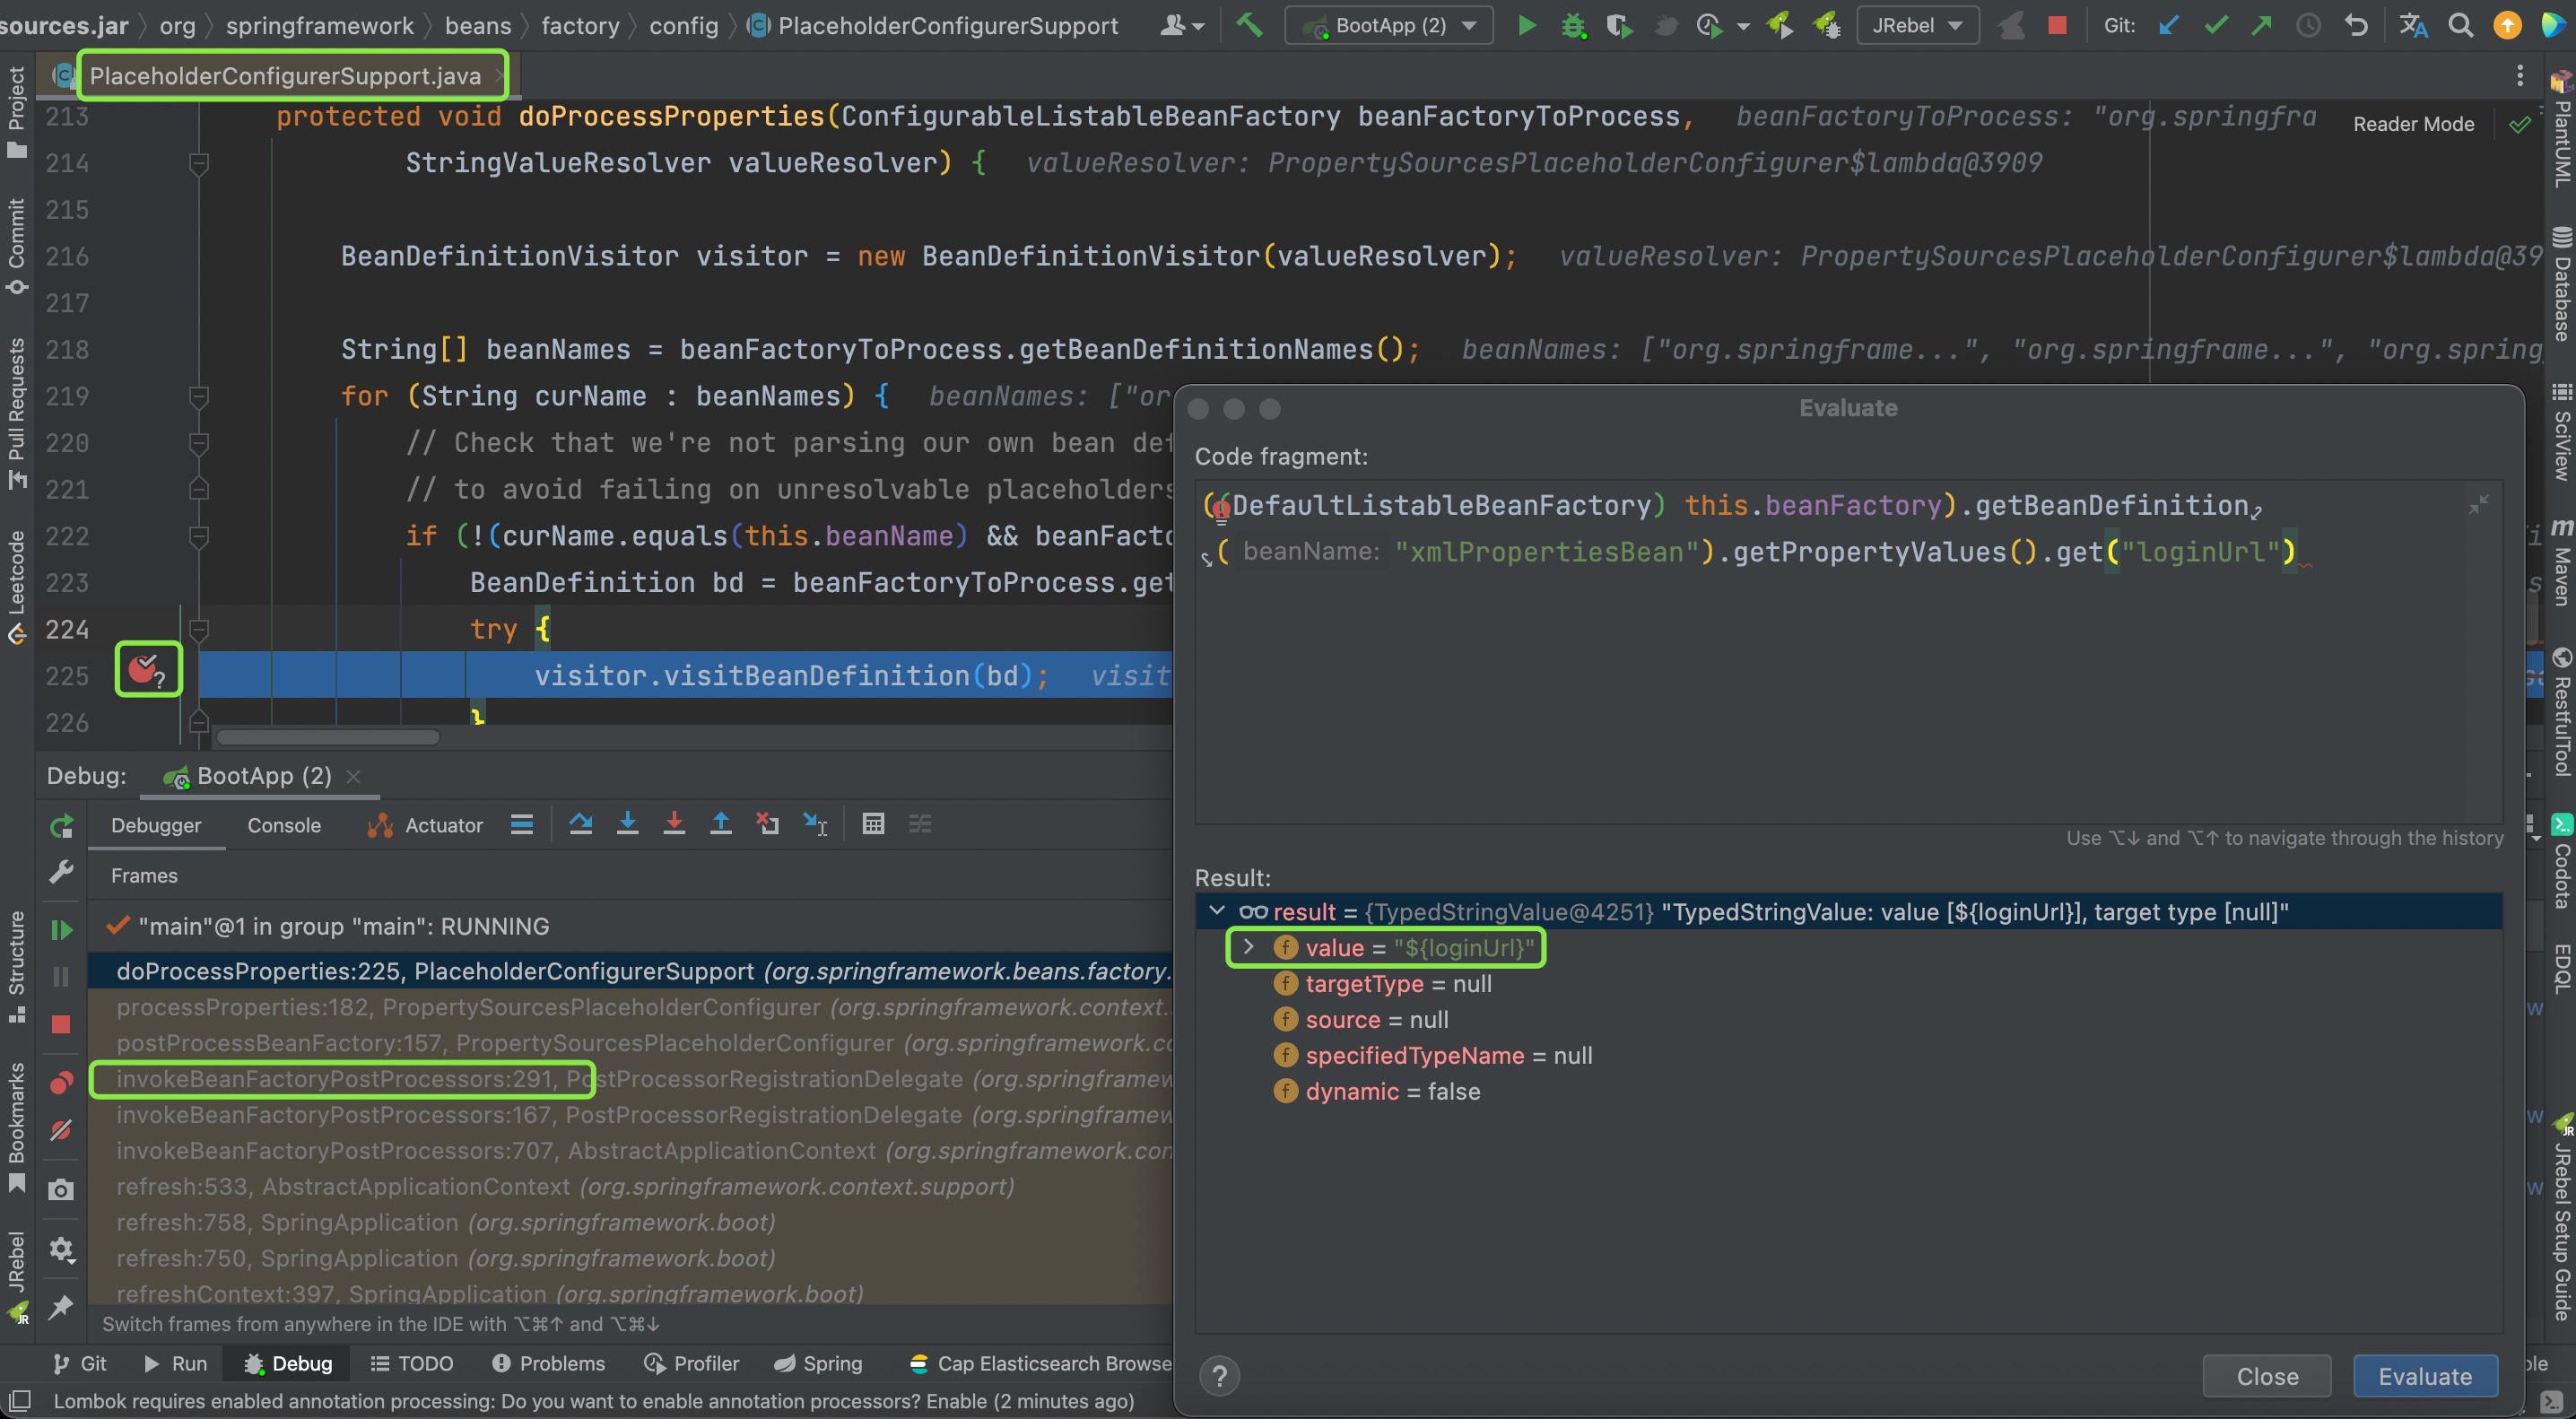 sources.jar org springframework beans factory config PlaceholderConfigurerSupport BootApp (2) JRebel Git:
PlaceholderConfigurerSupport.java
Reader Mode
213 protected void doProcessProperties(ConfigurableListableBeanFactory beanFactoryToProcess, beanFactoryToProcess: "org.springfra
214 StringValueResolver valueResolver) { valueResolver: PropertySourcesPlaceholderConfigurer$lambda@3909
215
216 BeanDefinitionVisitor visitor = new BeanDefinitionVisitor(valueResolver); valueResolver: PropertySourcesPlaceholderConfigurer$lambda@39
217
218 String[] beanNames = beanFactoryToProcess.getBeanDefinitionNames(); beanNames: ["org.springframe...", "org.springframe...", "org.spring
219 for (String curName : beanNames) { beanNames: ["or
220 // Check that we're not parsing our own bean def
221 // to avoid failing on unresolvable placeholders
222 if (!(curName.equals(this.beanName) && beanFacto
223 BeanDefinition bd = beanFactoryToProcess.get
224 try {
225 visitor.visitBeanDefinition(bd); visit
226 }
Project
Commit
Pull Requests
Leetcode
Structure
Bookmarks
JRebel
Debug: BootApp (2)
Debugger Console Actuator
Frames
"main"@1 in group "main": RUNNING
doProcessProperties:225, PlaceholderConfigurerSupport (org.springframework.beans.factory.
processProperties:182, PropertySourcesPlaceholderConfigurer (org.springframework.context.
postProcessBeanFactory:157, PropertySourcesPlaceholderConfigurer (org.springframework.co
invokeBeanFactoryPostProcessors:291, PostProcessorRegistrationDelegate (org.springframew
invokeBeanFactoryPostProcessors:167, PostProcessorRegistrationDelegate (org.springframew
invokeBeanFactoryPostProcessors:707, AbstractApplicationContext (org.springframework.con
refresh:533, AbstractApplicationContext (org.springframework.context.support)
refresh:758, SpringApplication (org.springframework.boot)
refresh:750, SpringApplication (org.springframework.boot)
refreshContext:397, SpringApplication (org.springframework.boot)
Switch frames from anywhere in the IDE with ⌥⌘↑ and ⌥⌘↓
Evaluate
Code fragment:
((DefaultListableBeanFactory) this.beanFactory).getBeanDefinition
( beanName: "xmlPropertiesBean").getPropertyValues().get("loginUrl")
Use ⌥↓ and ⌥↑ to navigate through the history
Result:
result = {TypedStringValue@4251} "TypedStringValue: value [${loginUrl}], target type [null]"
value = "${loginUrl}"
targetType = null
source = null
specifiedTypeName = null
dynamic = false
? Close Evaluate
PlantUML
Database
SciView
Maven
RestfulTool
Codota
EDQL
JRebel Setup Guide
Git Run Debug TODO Problems Profiler Spring Cap Elasticsearch Browse
Lombok requires enabled annotation processing: Do you want to enable annotation processors? Enable (2 minutes ago)